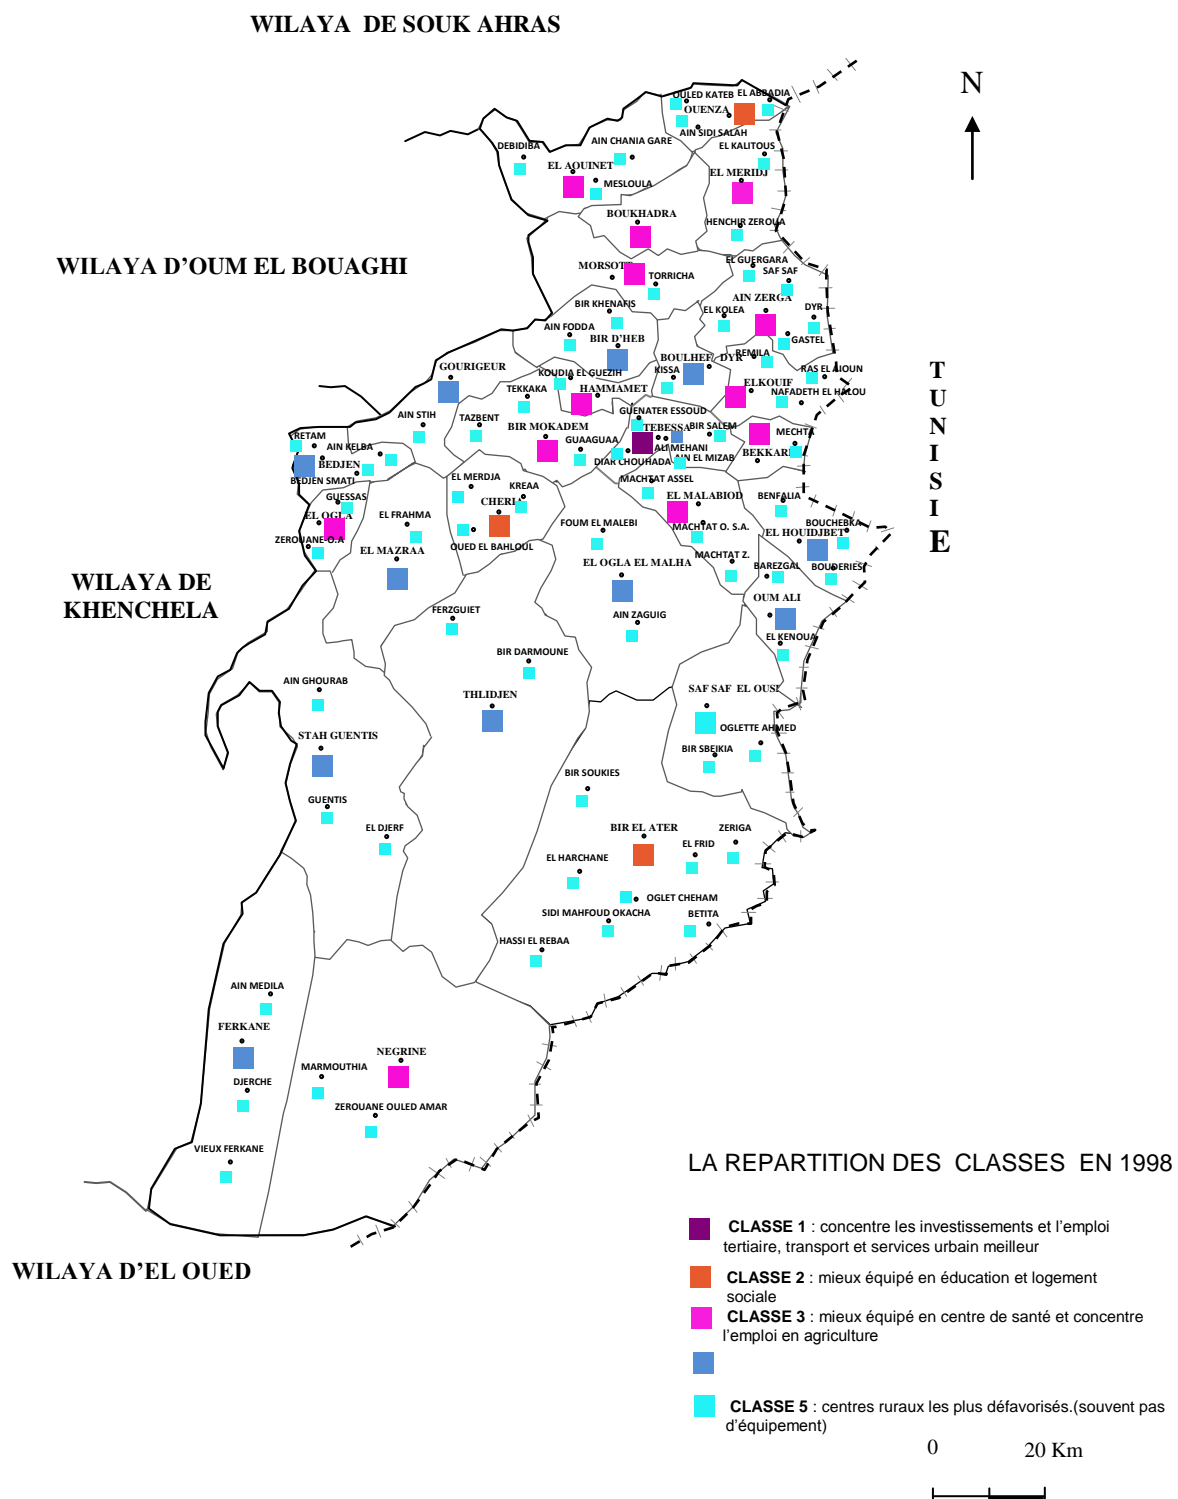 WILAYA DE SOUK AHRAS
N
OULED KATEB
EL ABBADIA
OUENZA
AIN SIDI SALAH
AIN CHANIA GARE
EL KALITOUS
DEBIDIBA
EL AOUINET
EL MERIDJ
MESLOULA
BOUKHADRA
HENCHIR ZEROUA
WILAYA D'OUM EL BOUAGHI
EL GUERGARA
MORSOTT
SAF SAF
TORRICHA
AIN ZERGA
BIR KHENAFIS
EL KOLEA
DYR
AIN FODDA
BIR D'HEB
GASTEL
BOULHEF DYR
REMILA
GOURIGEUR
KISSA
RAS EL AIOUN
KOUDIA EL GUEZIH
TEKKAKA
HAMMAMET
ELKOUIF
NAFADETH EL HALOU
TUNISIE
GUENATER ESSOUD
AIN STIH
TAZBENT
BIR MOKADEM
TEBESSA
BIR SALEM
MECHTA
RETAM
AIN KELBA
GUAAGUAA
ALI MEHANI
BEKKARI
BEDJEN
DIAR CHOUHADA
AIN EL MIZAB
BEDJEN SMATI
EL MERDJA
KREAA
MACHTAT ASSEL
GUESSAS
CHERIA
EL MALABIOD
BENFALIA
EL OGLA
EL FRAHMA
FOUM EL MALEBI
MACHTAT O. S.A.
BOUCHEBKA
ZEROUANE-O.A
OUED EL BAHLOUL
EL HOUIDJBET
EL MAZRAA
EL OGLA EL MALHA
MACHTAT Z.
BAREZGAL
BOUDERIES
WILAYA DE
KHENCHELA
OUM ALI
FERZGUIET
AIN ZAGUIG
EL KENOUA
BIR DARMOUNE
AIN GHOURAB
THLIDJEN
SAF SAF EL OUSI
OGLETTE AHMED
STAH GUENTIS
BIR SBEIKIA
BIR SOUKIES
GUENTIS
EL DJERF
BIR EL ATER
ZERIGA
EL FRID
EL HARCHANE
OGLET CHEHAM
SIDI MAHFOUD OKACHA
BETITA
HASSI EL REBAA
AIN MEDILA
FERKANE
NEGRINE
MARMOUTHIA
DJERCHE
ZEROUANE OULED AMAR
VIEUX FERKANE
WILAYA D'EL OUED
LA REPARTITION DES CLASSES EN 1998
CLASSE 1 : concentre les investissements et l'emploi
tertiaire, transport et services urbain meilleur
CLASSE 2 : mieux équipé en éducation et logement
sociale
CLASSE 3 : mieux équipé en centre de santé et concentre
l'emploi en agriculture
CLASSE 5 : centres ruraux les plus défavorisés.(souvent pas
d'équipement)
0 20 Km